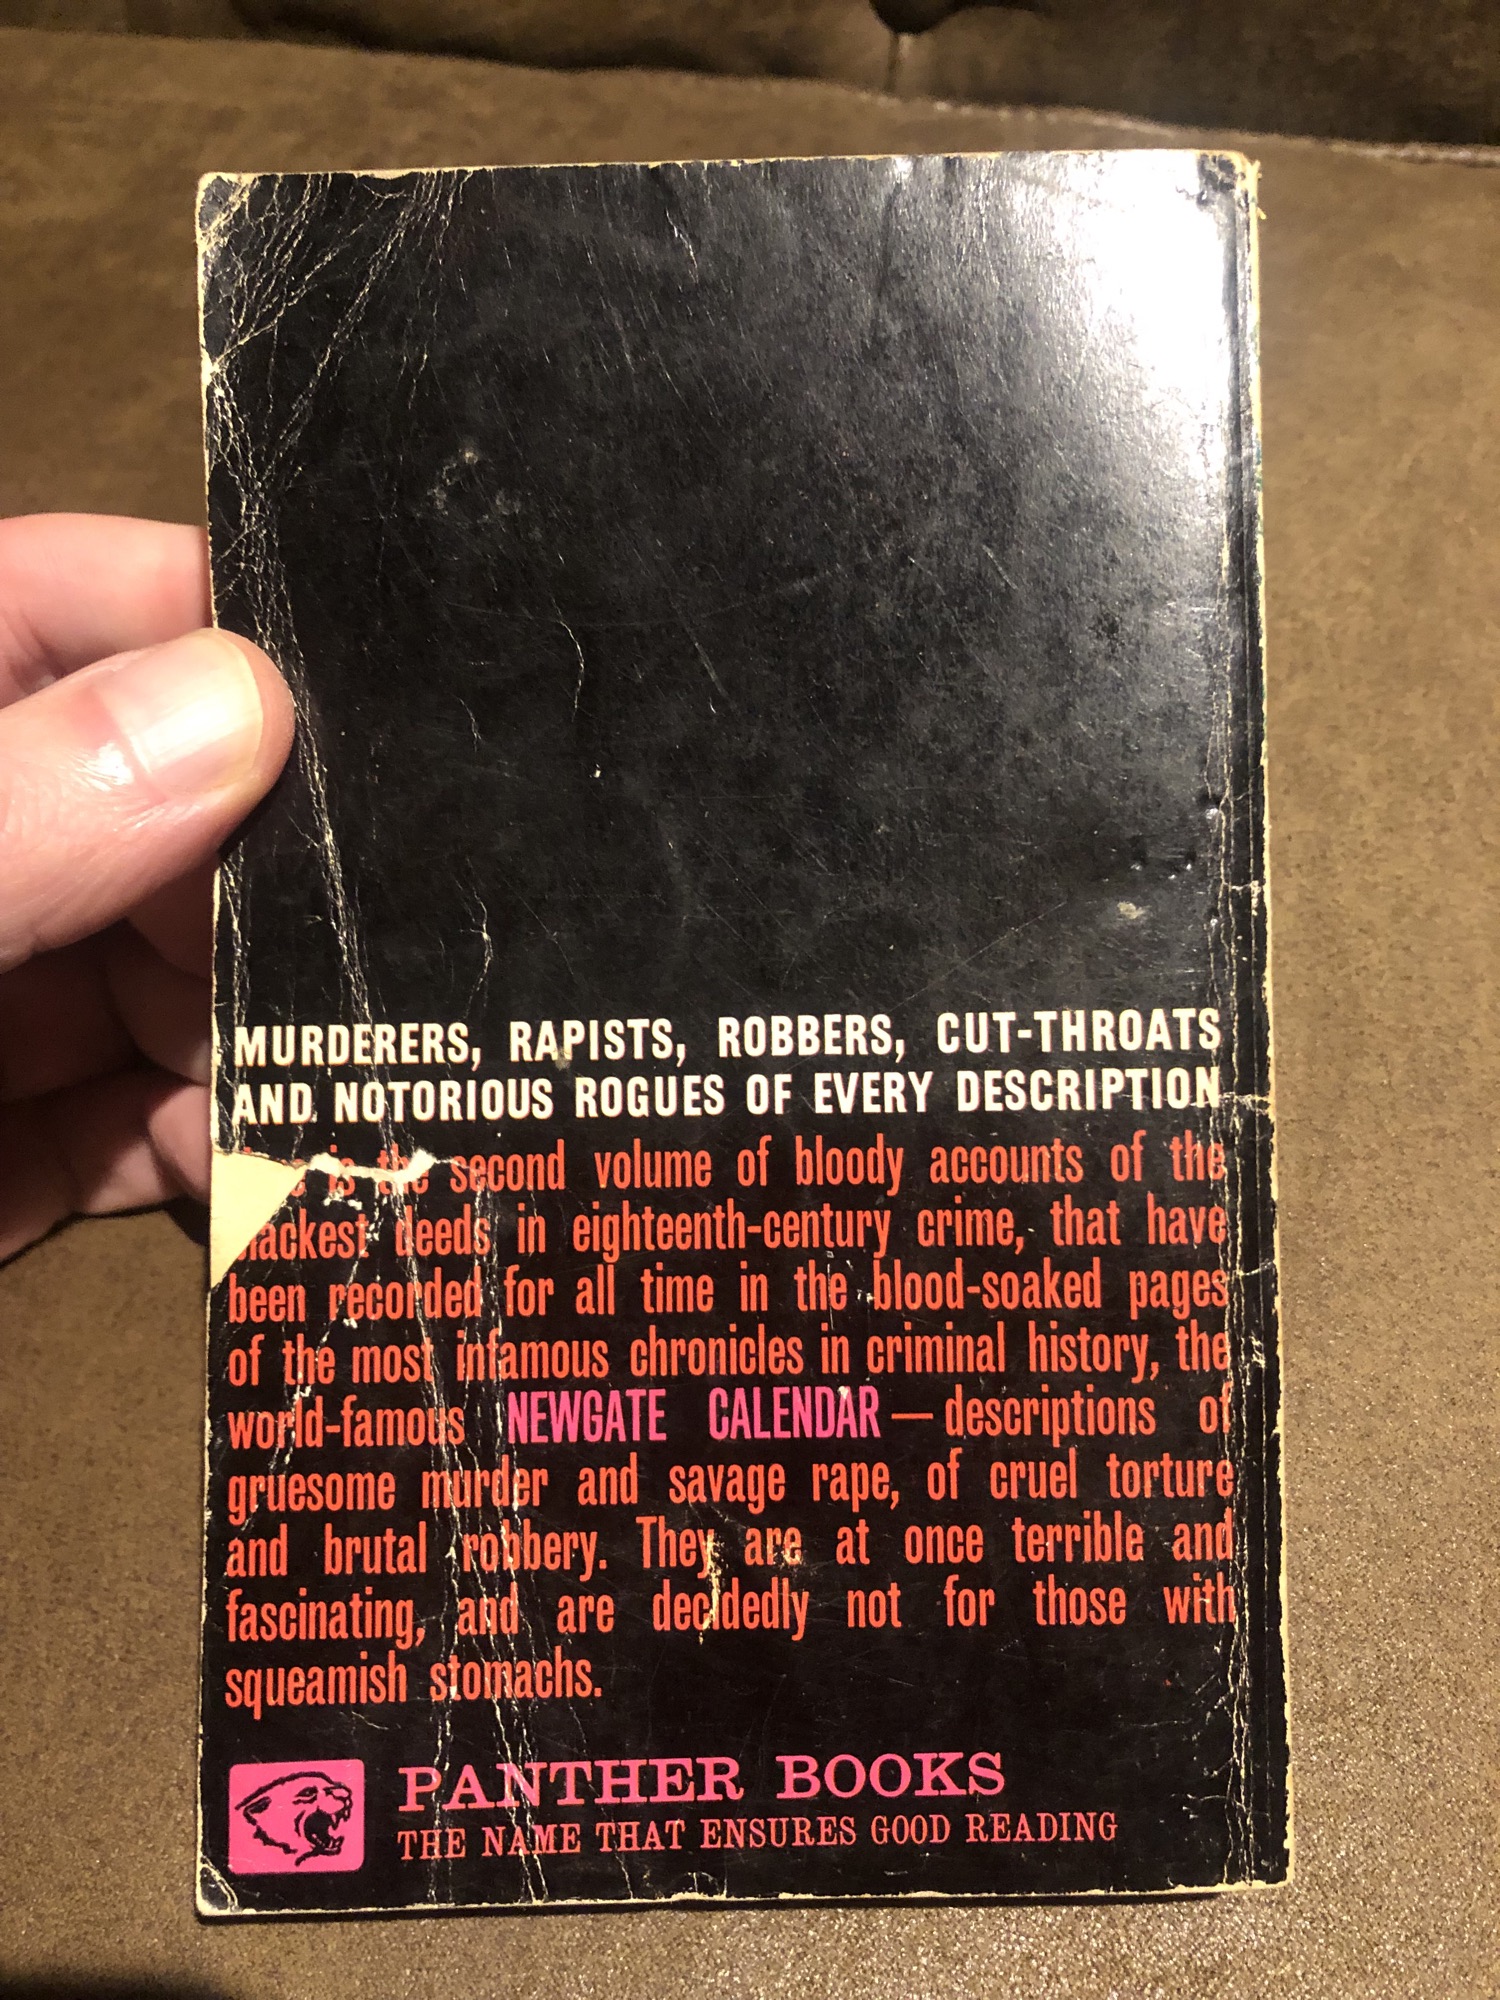 MURDERERS, RAPISTS, ROBBERS, CUT-THROATS
AND NOTORIOUS ROGUES OF EVERY DESCRIPTION
is the second volume of bloody accounts of the
deeds in eighteenth-century crime, that have
been recorded for all time in the blood-soaked pages
of the most infamous chronicles in criminal history, the
world-famous NEWGATE CALENDAR — descriptions of
gruesome murder and savage rape, of cruel torture
and brutal robbery. They are at once terrible and
fascinating, and are decidedly not for those with
squeamish stomachs.
PANTHER BOOKS
THE NAME THAT ENSURES GOOD READING